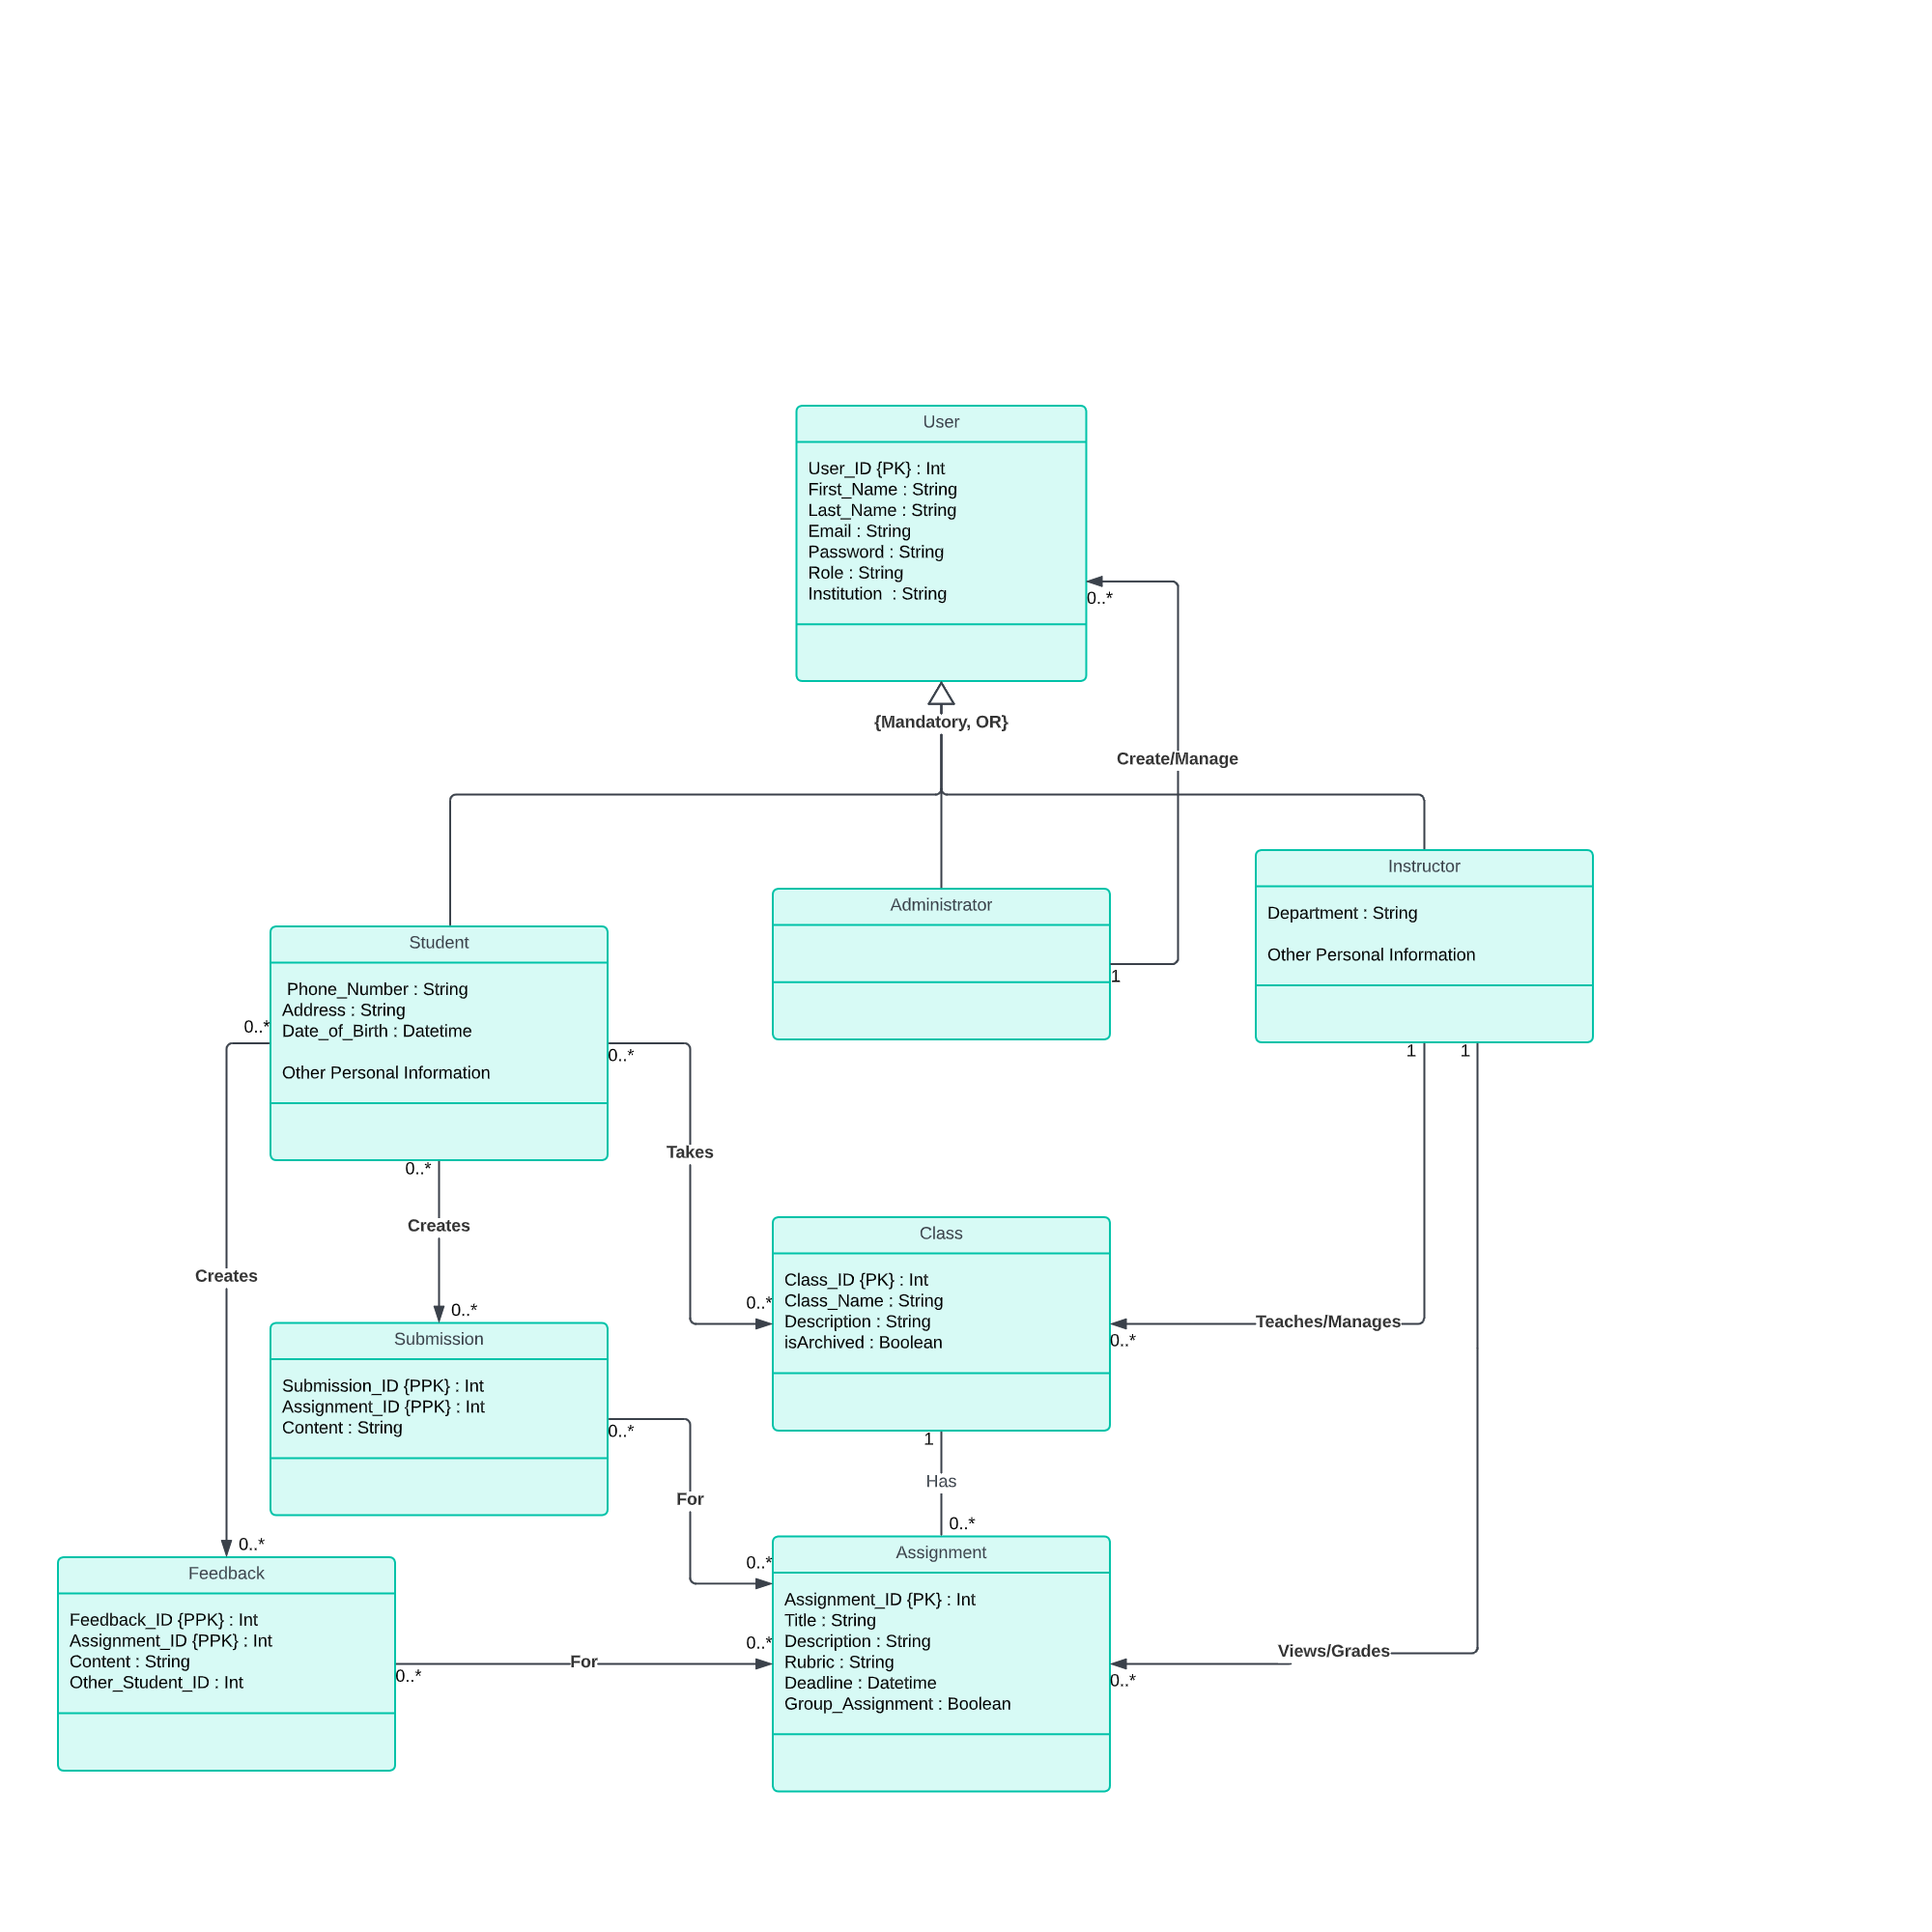 User
User_ID {PK} : Int
First_Name : String
Last_Name : String
Email : String
Password : String
Role : String
Institution  : String
0..*
{Mandatory, OR}
Create/Manage
Instructor
Department : String
Other Personal Information
Administrator
1
Student
Phone_Number : String
Address : String
Date_of_Birth : Datetime
Other Personal Information
0..*
0..*
1
1
0..*
Takes
Creates
Creates
Class
Class_ID {PK} : Int
Class_Name : String
Description : String
isArchived : Boolean
0..*
0..*
Teaches/Manages
0..*
Submission
Submission_ID {PPK} : Int
Assignment_ID {PPK} : Int
Content : String
0..*
1
Has
0..*
For
0..*
Assignment
Assignment_ID {PK} : Int
Title : String
Description : String
Rubric : String
Deadline : Datetime
Group_Assignment : Boolean
0..*
Feedback
Feedback_ID {PPK} : Int
Assignment_ID {PPK} : Int
Content : String
Other_Student_ID : Int
0..*
For
0..*
Views/Grades
0..*